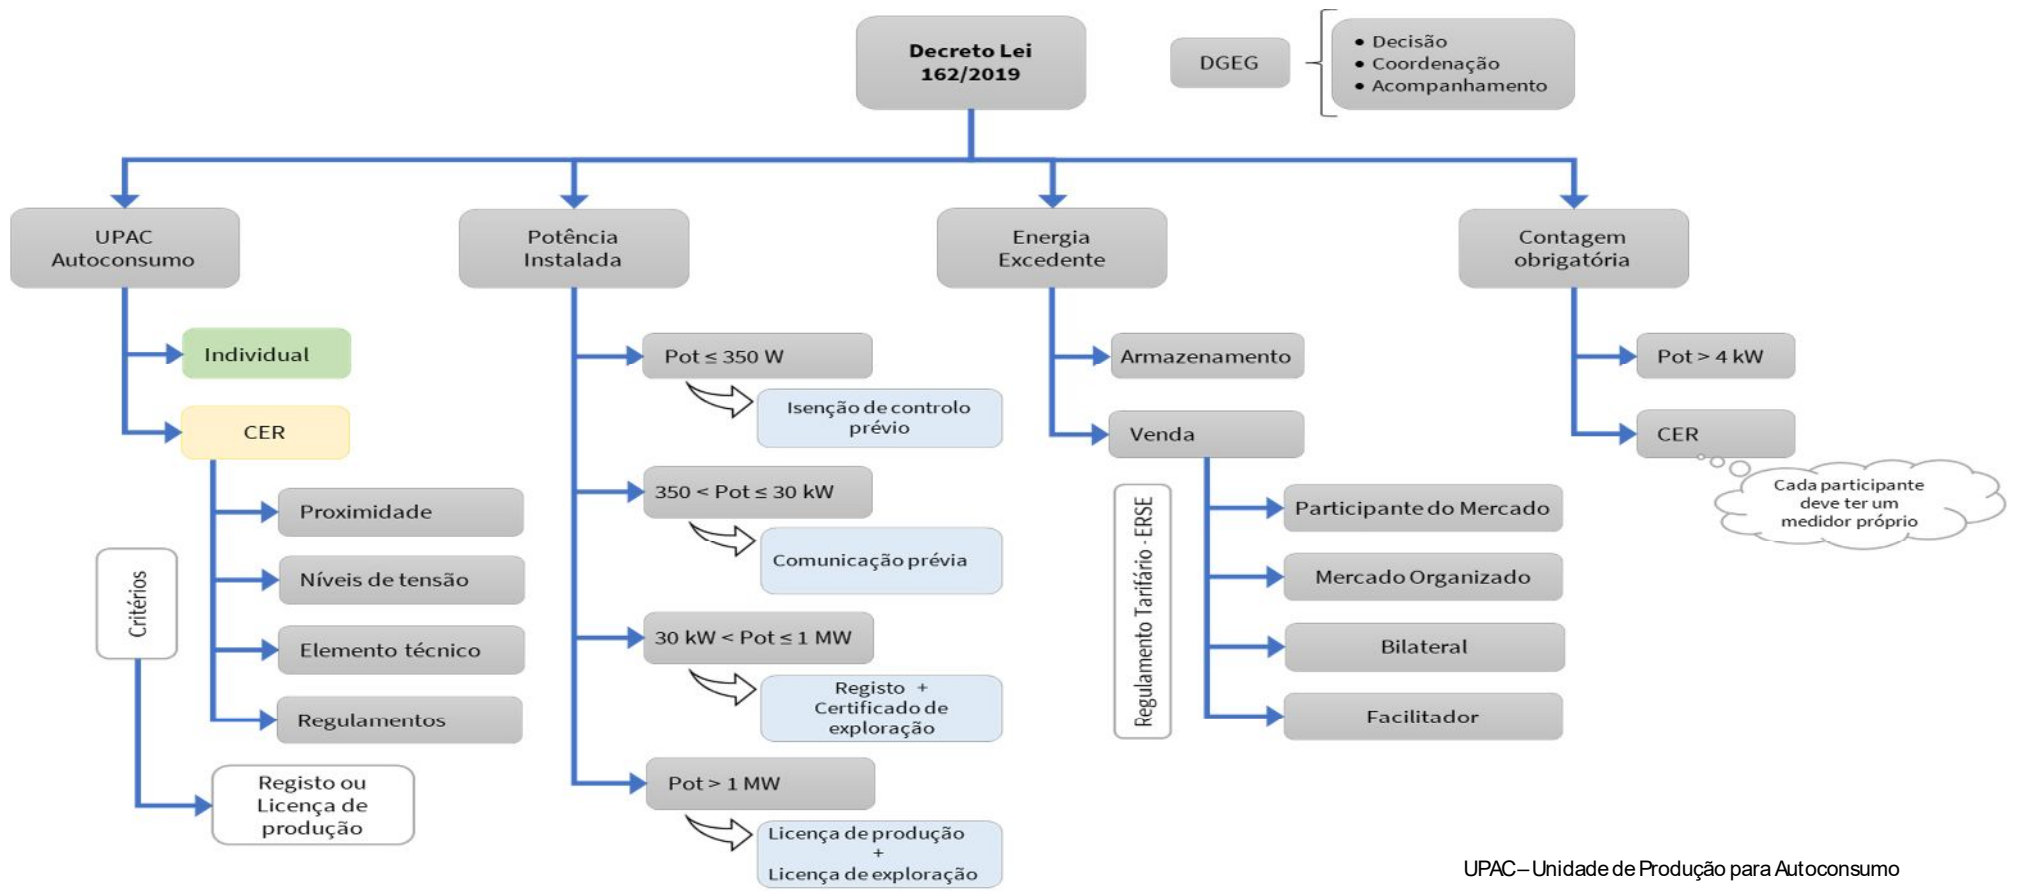 Decreto Lei
162/2019
DGEG
• Decisão
• Coordenação
• Acompanhamento
UPAC
Autoconsumo
Individual
CER
Proximidade
Níveis de tensão
Elemento técnico
Regulamentos
Critérios
Registo ou
Licença de
produção
Potência
Instalada
Pot ≤ 350 W
Isenção de controlo
prévio
350 < Pot ≤ 30 kW
Comunicação prévia
30 kW < Pot ≤ 1 MW
Registo +
Certificado de
exploração
Pot > 1 MW
Licença de produção
+
Licença de exploração
Energia
Excedente
Armazenamento
Venda
Regulamento Tarifário - ERSE
Participante do Mercado
Mercado Organizado
Bilateral
Facilitador
Contagem
obrigatória
Pot > 4 kW
CER
Cada participante
deve ter um
medidor próprio
UPAC – Unidade de Produção para Autoconsumo